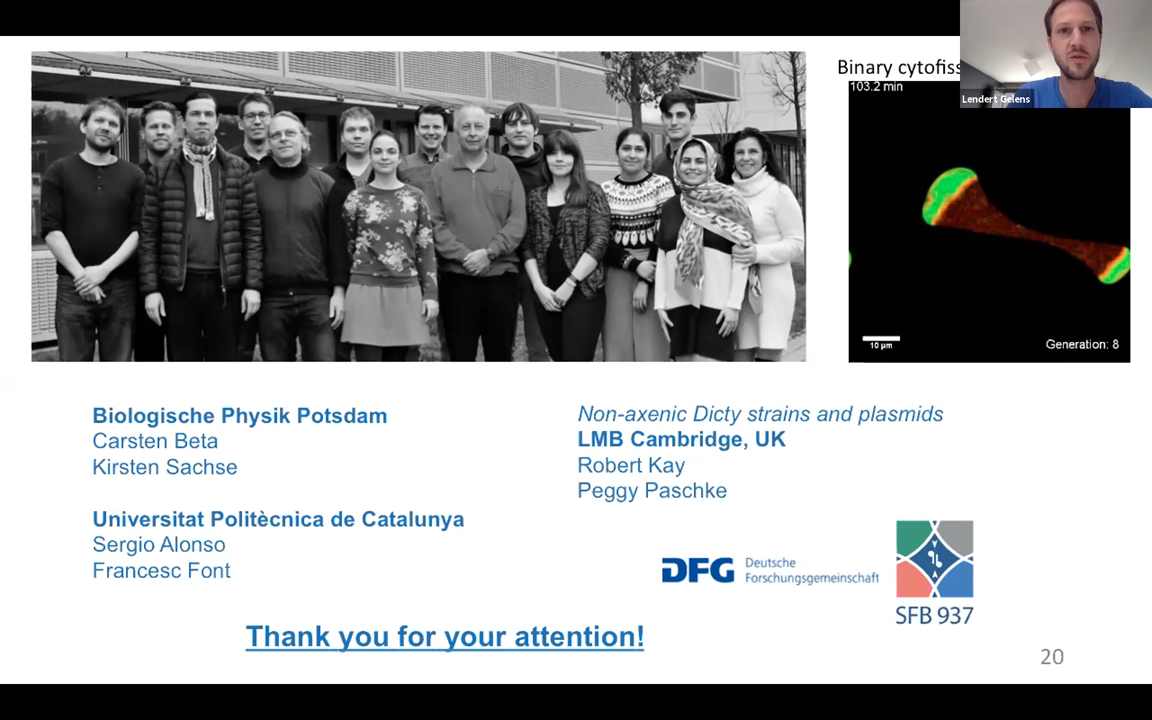 Binary cytofiss
103.2 min
Lendert Gelens
10 µm
Generation: 8
Biologische Physik Potsdam
Carsten Beta
Kirsten Sachse
Universitat Politècnica de Catalunya
Sergio Alonso
Francesc Font
Non-axenic Dicty strains and plasmids
LMB Cambridge, UK
Robert Kay
Peggy Paschke
DFG Deutsche
Forschungsgemeinschaft
SFB 937
Thank you for your attention!
20